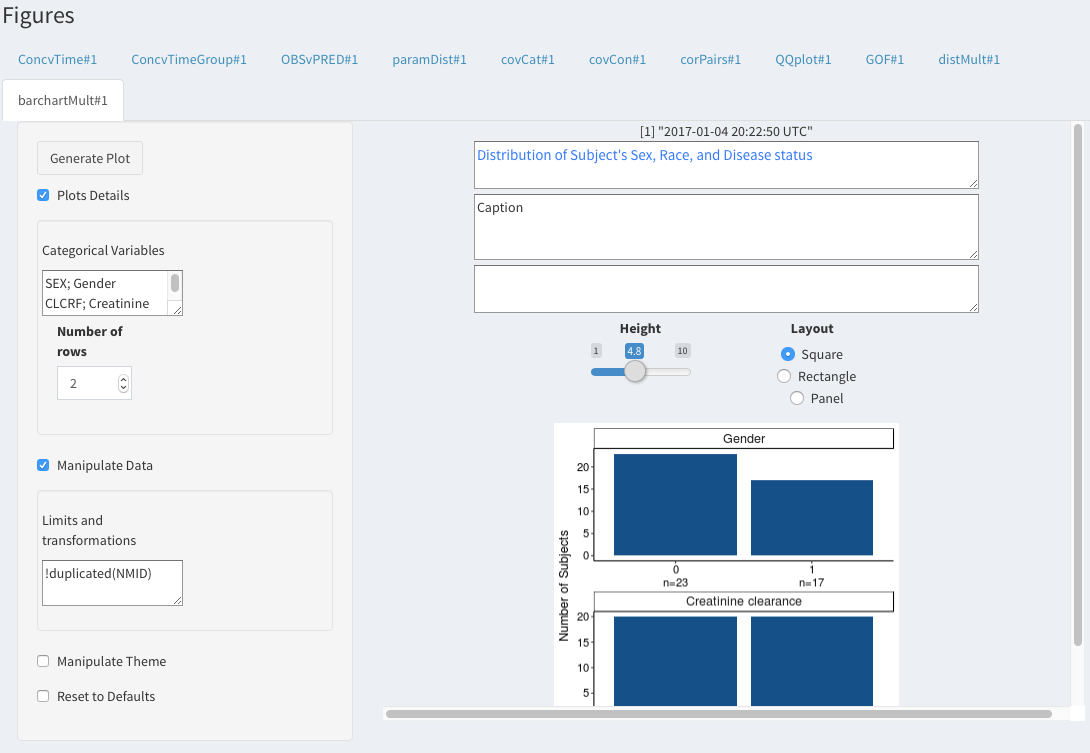 Figures
ConcvTime#1 ConcvTimeGroup#1 OBSvPRED#1 paramDist#1 covCat#1 covCon#1 corPairs#1 QQplot#1 GOF#1 distMult#1
barchartMult#1
Generate Plot
Plots Details
Categorical Variables
SEX; Gender
CLCRF; Creatinine
Number of
rows
2
Manipulate Data
Limits and
transformations
!duplicated(NMID)
Manipulate Theme
Reset to Defaults
[1] "2017-01-04 20:22:50 UTC"
Distribution of Subject's Sex, Race, and Disease status
Caption
Height
1 4.8 10
Layout
Square
Rectangle
Panel
Number of Subjects
Gender
20
15
10
5
0
0 1
n=23 n=17
Creatinine clearance
20
15
10
5